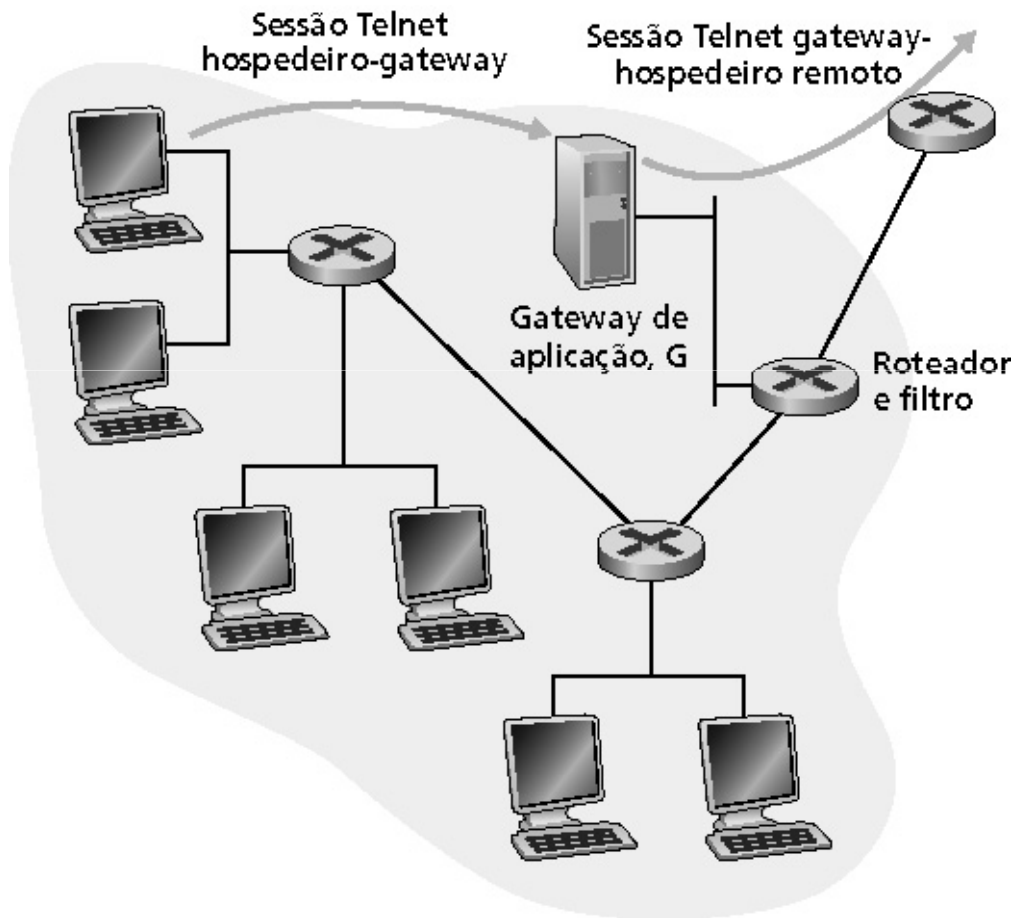 Sessão Telnet
hospedeiro-gateway
Sessão Telnet gateway-
hospedeiro remoto
Gateway de
aplicação, G
Roteador
e filtro